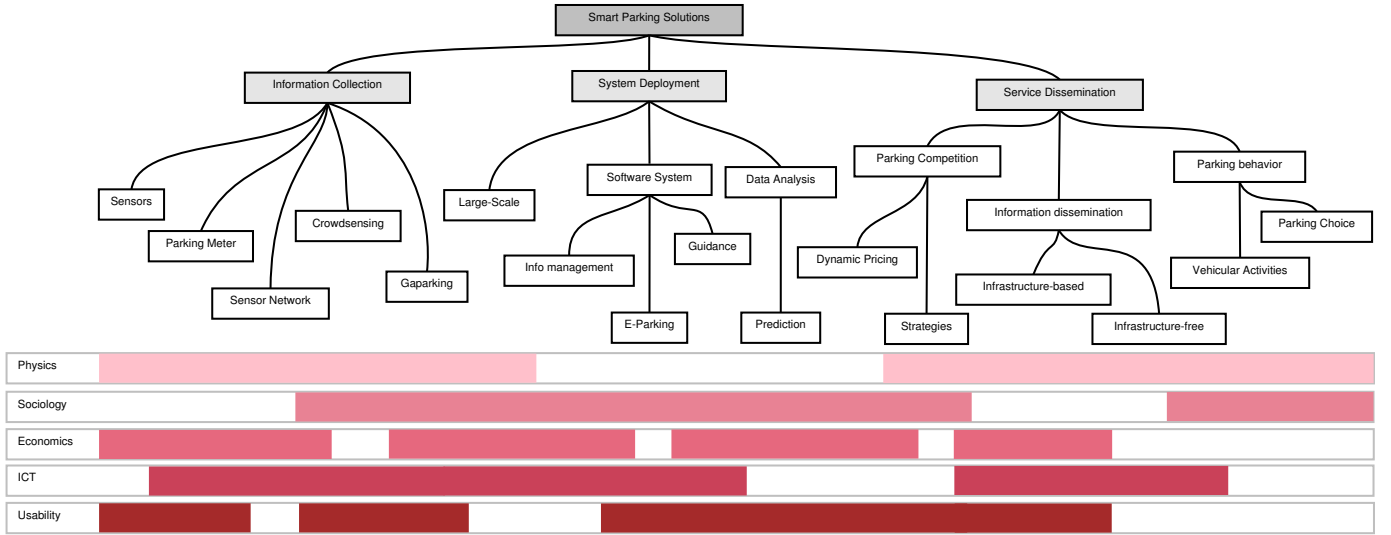 Smart Parking Solutions
Information Collection
System Deployment
Service Dissemination
Parking Competition
Parking behavior
Software System
Data Analysis
Sensors
Large-Scale
Information dissemination
Crowdsensing
Parking Choice
Parking Meter
Guidance
Dynamic Pricing
Info management
Vehicular Activities
Gaparking
Infrastructure-based
Sensor Network
E-Parking
Prediction
Strategies
Infrastructure-free
Physics
Sociology
Economics
ICT
Usability